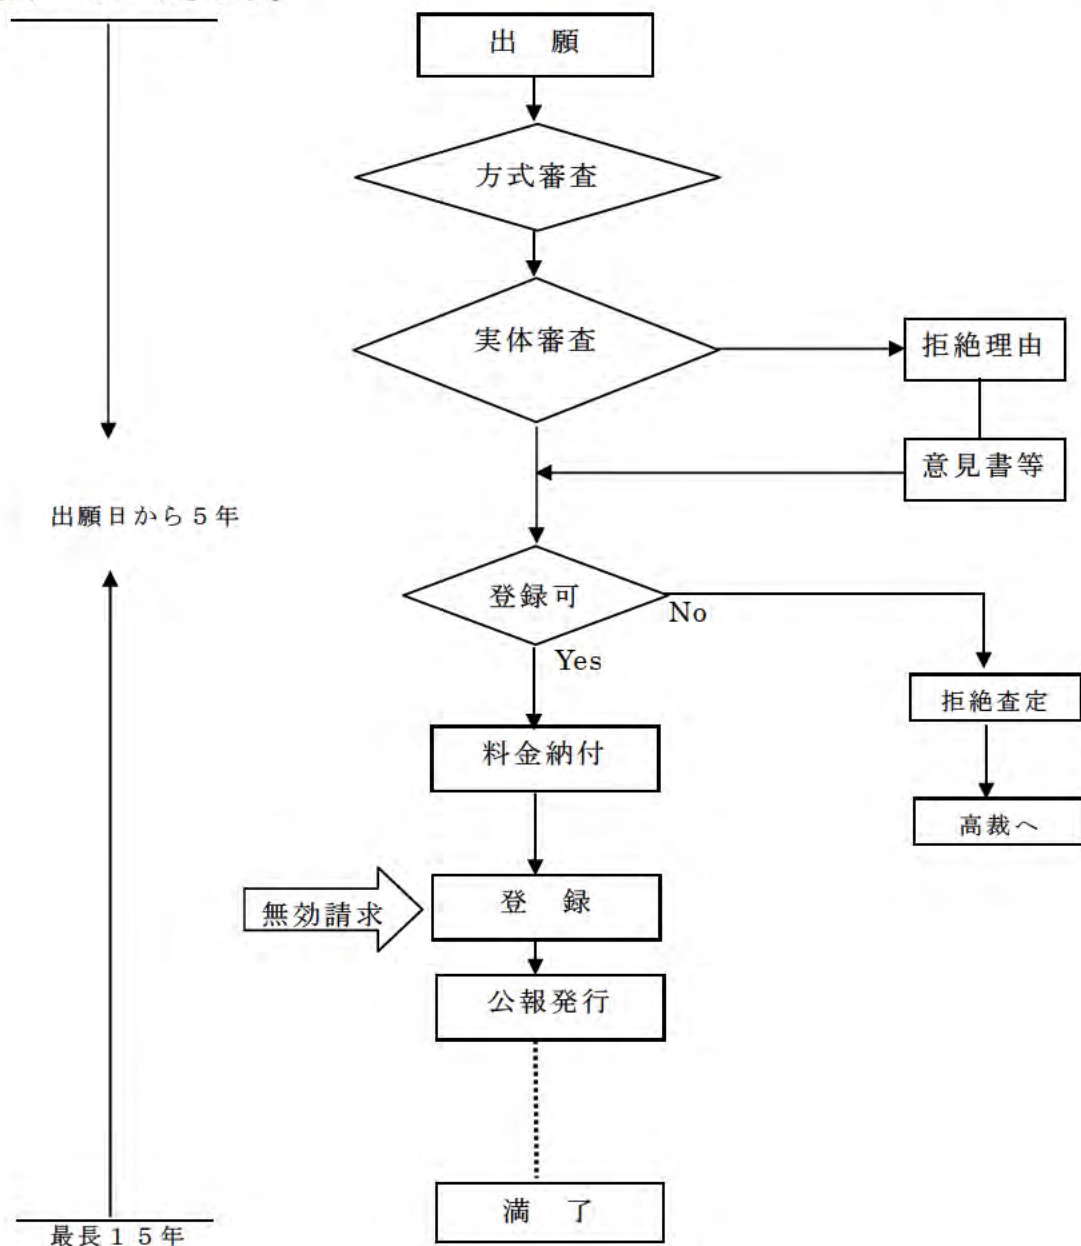 出 願
方式審査
実体審査
拒絶理由
意見書等
出願日から５年
登録可
No
Yes
拒絶査定
料金納付
高裁へ
無効請求
登 録
公報発行
満 了
最長１５年